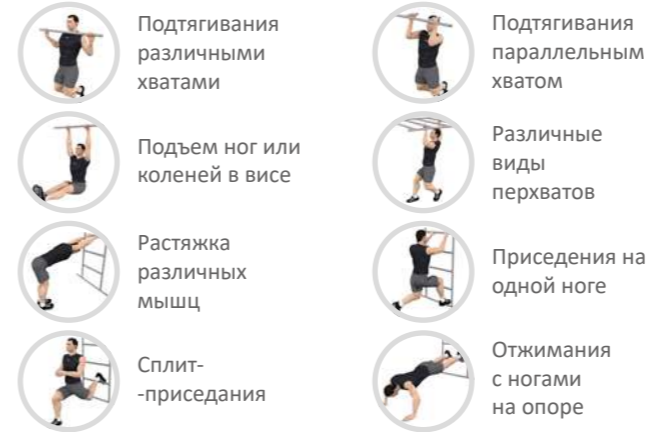 Подтягивания
различными
хватами
Подтягивания
параллельным
хватом
Подъем ног или
коленей в висе
Различные
виды
перхватов
Растяжка
различных
мышц
Приседения на
одной ноге
Сплит-
-приседания
Отжимания
с ногами
на опоре